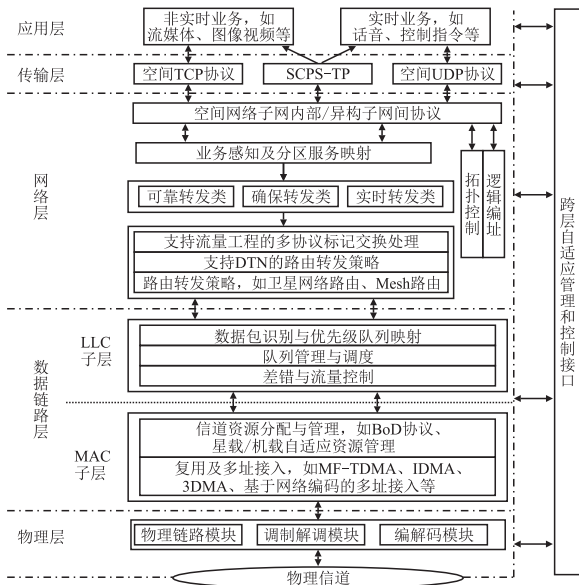 应用层
非实时业务，如
流媒体、图像视频等
实时业务，如
话音、控制指令等
传输层
空间TCP协议
SCPS-TP
空间UDP协议
网络层
空间网络子网内部/异构子网间协议
业务感知及分区服务映射
可靠转发类
确保转发类
实时转发类
拓扑控制
逻辑编址
支持流量工程的多协议标记交换处理
支持DTN的路由转发策略
路由转发策略，如卫星网络路由、Mesh路由
数据链路层
LLC
子层
数据包识别与优先级队列映射
队列管理与调度
差错与流量控制
MAC
子层
信道资源分配与管理，如BoD协议、
星载/机载自适应资源管理
复用及多址接入，如MF-TDMA、IDMA、
3DMA、基于网络编码的多址接入等
物理层
物理链路模块
调制解调模块
编解码模块
物理信道
跨层自适应管理和控制接口